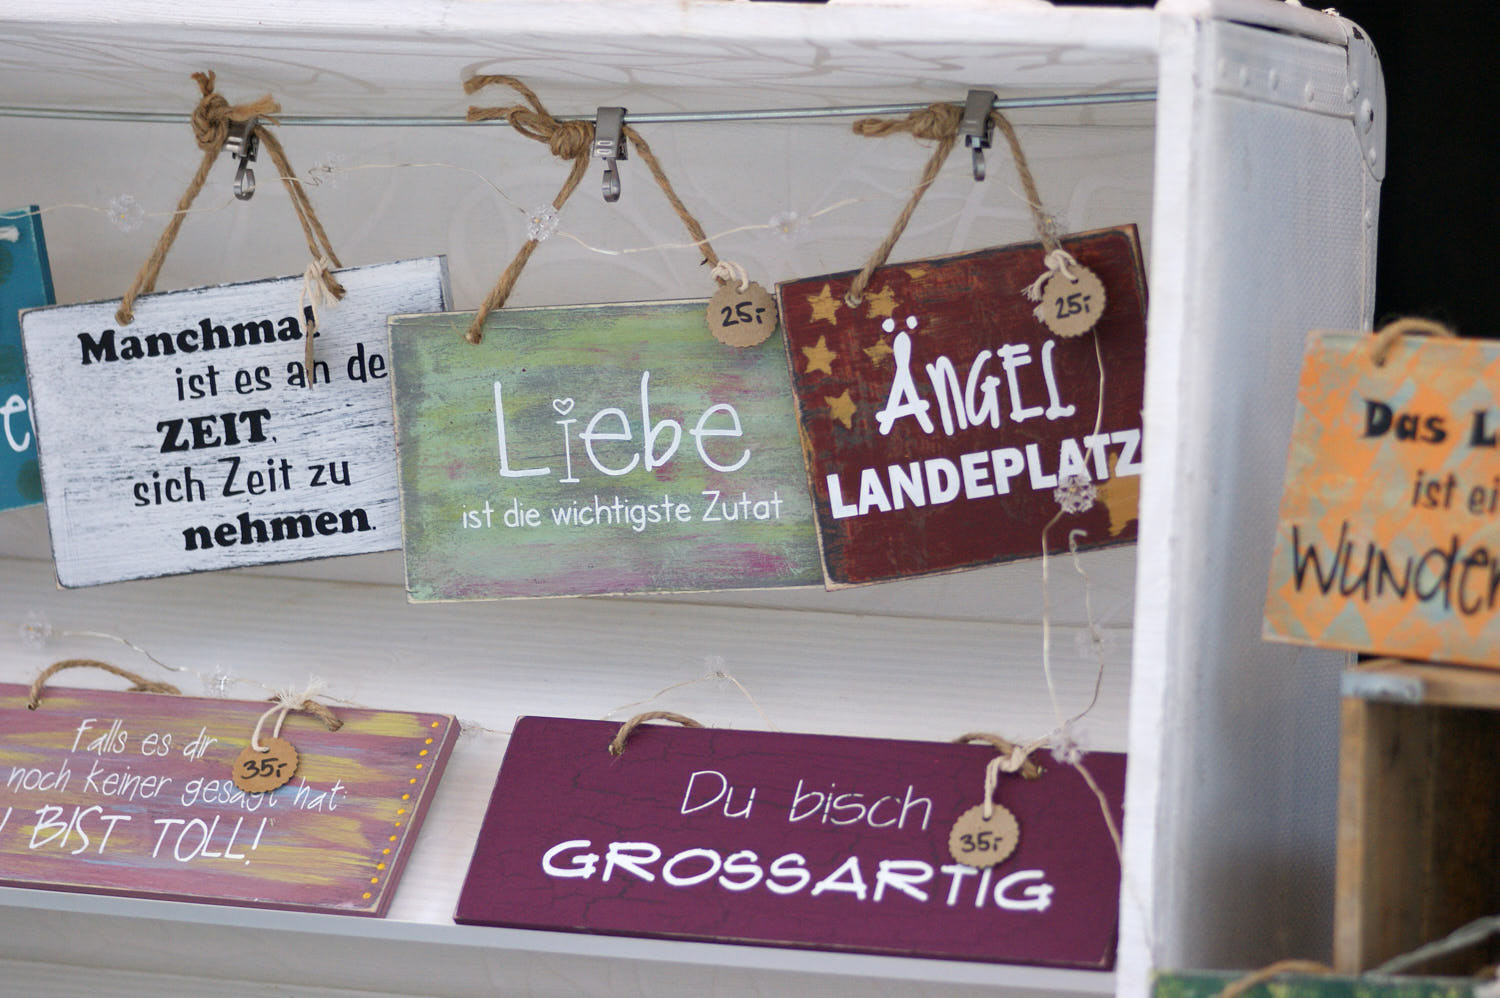 Manchmal
ist es an de
ZEIT,
sich Zeit zu
nehmen.
25.-
Liebe
ist die wichtigste Zutat
25.-
ÄNGEL
LANDEPLATZ
Das L
ist ei
WUNder
Falls es dir
noch keiner gesagt hat:
BIST TOLL!
35.-
Du bisch
GROSSARTIG
35.-